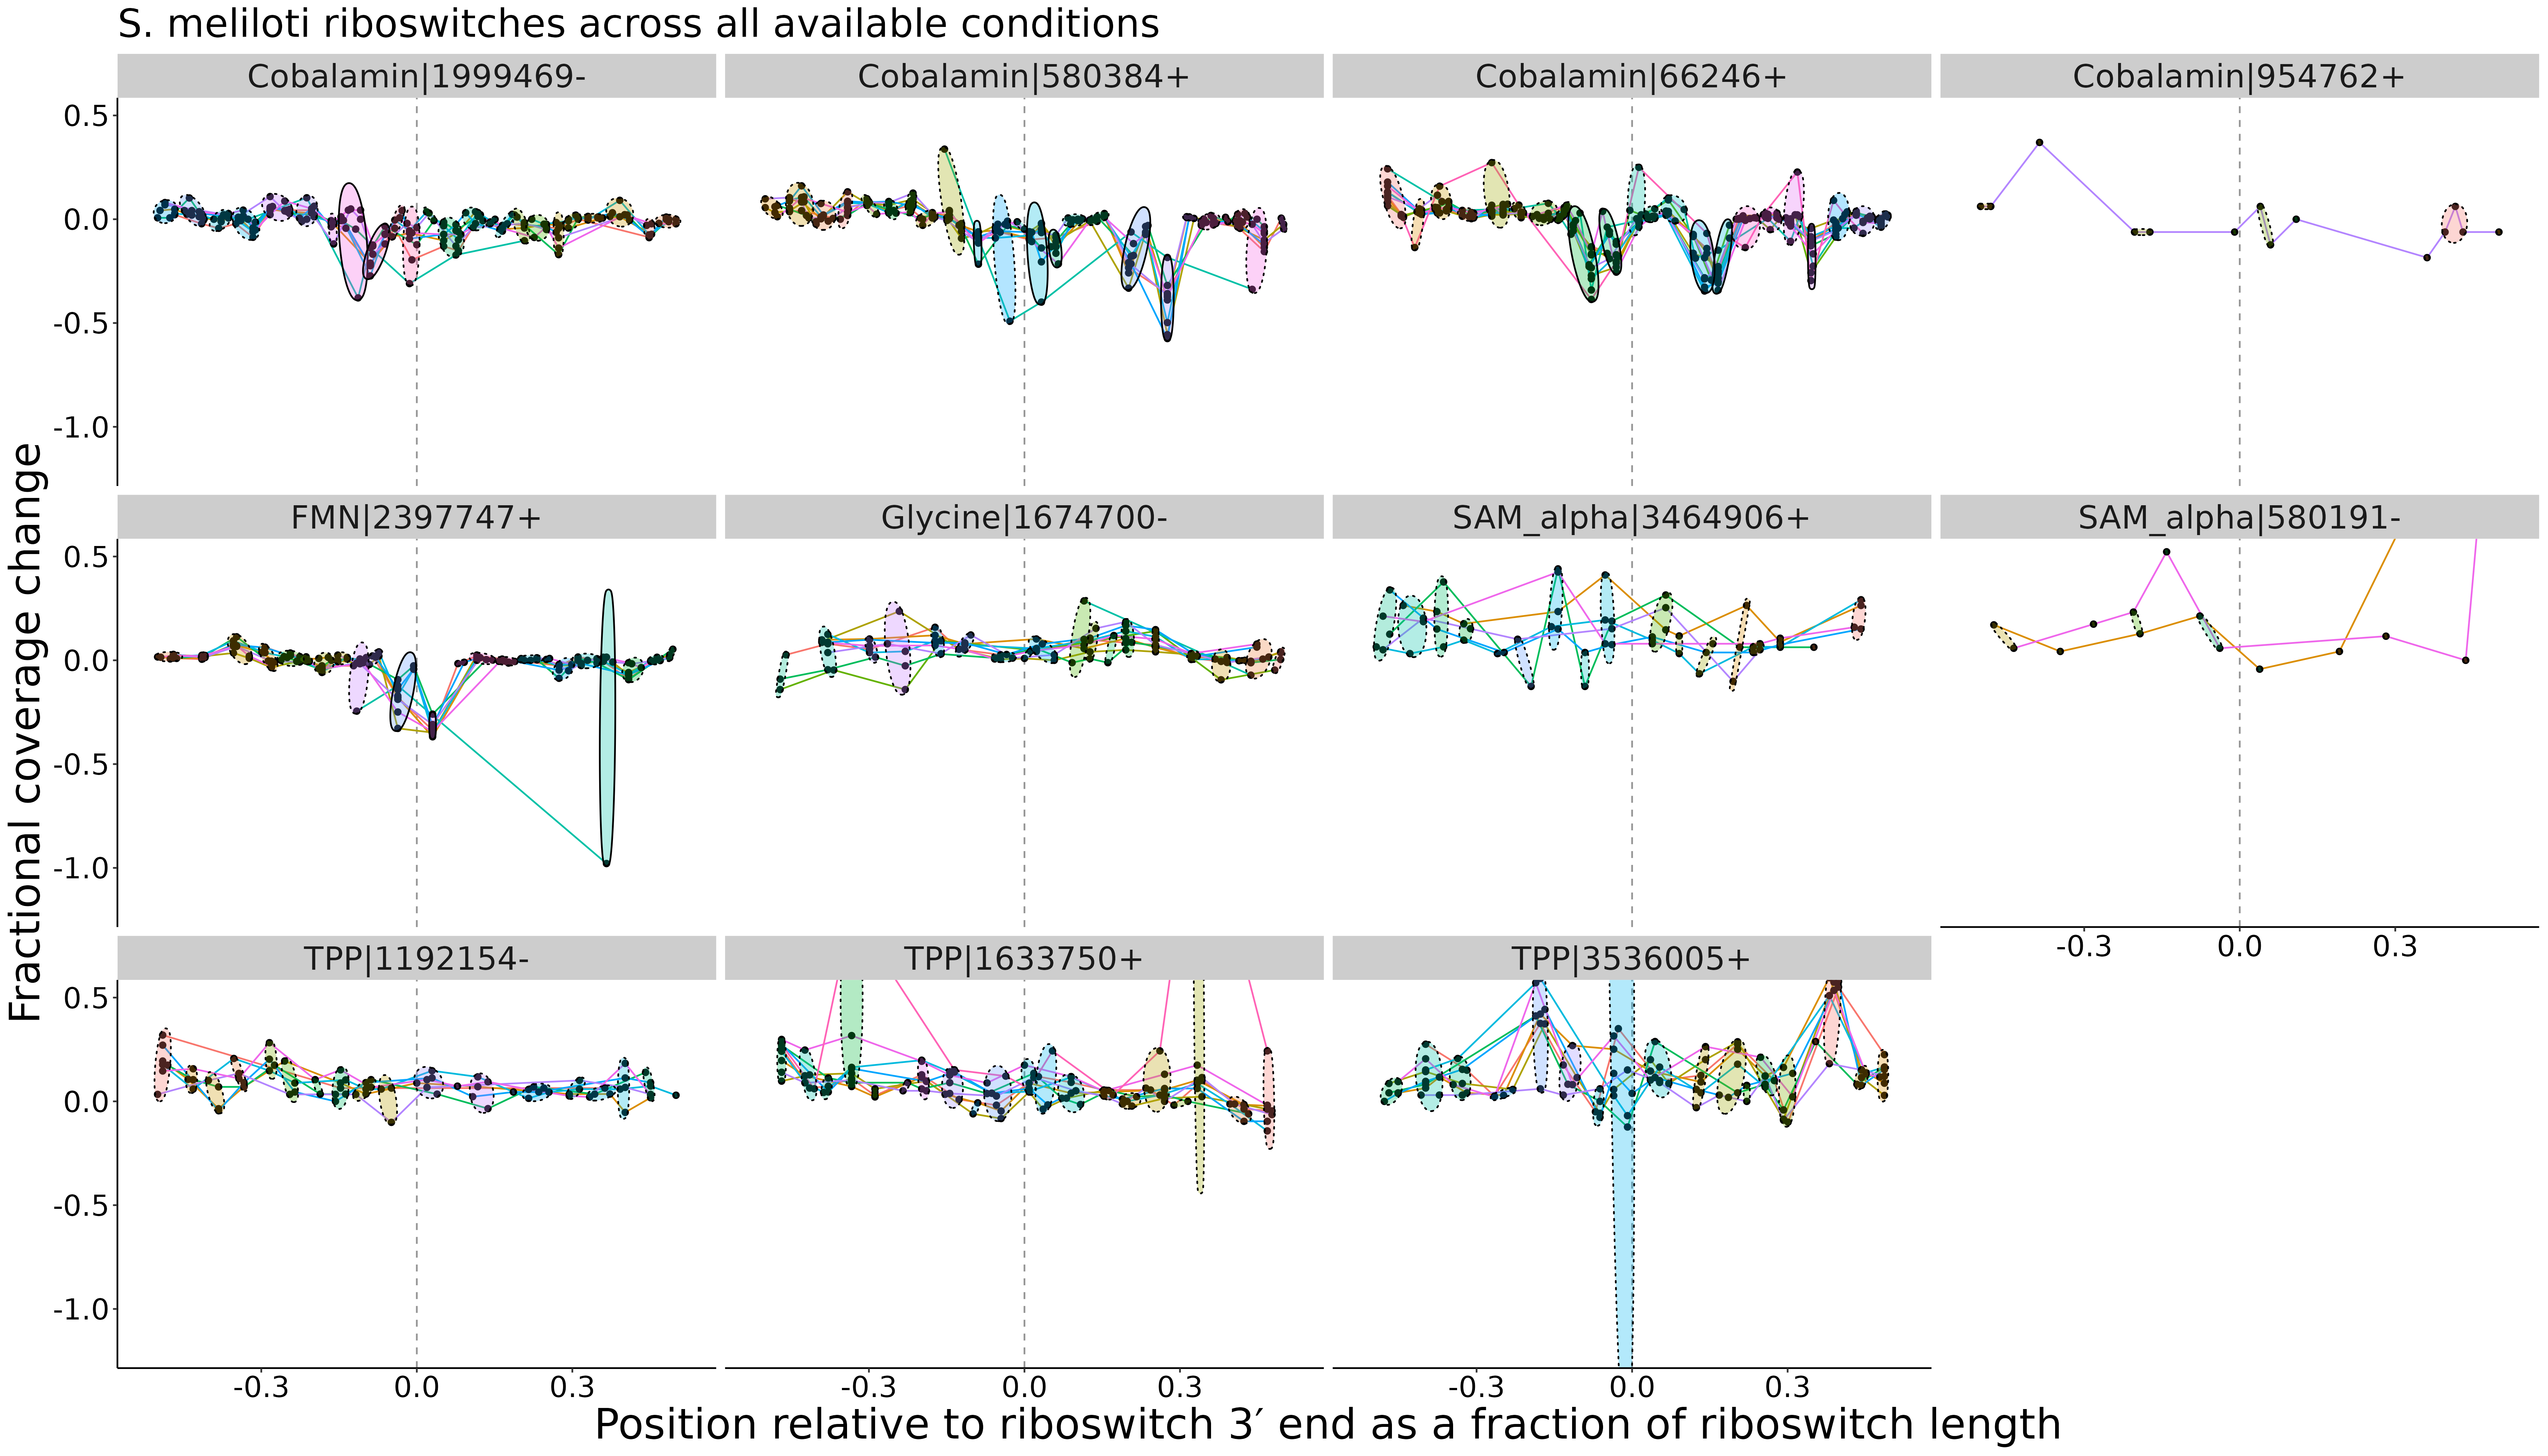 S. meliloti riboswitches across all available conditions
Cobalamin|1999469-
Cobalamin|580384+
Cobalamin|66246+
Cobalamin|954762+
0.5
0.0
-0.5
-1.0
FMN|2397747+
Glycine|1674700-
SAM_alpha|3464906+
SAM_alpha|580191-
0.5
0.0
-0.5
-1.0
-0.3 0.0 0.3
TPP|1192154-
TPP|1633750+
TPP|3536005+
0.5
0.0
-0.5
-1.0
-0.3 0.0 0.3
-0.3 0.0 0.3
-0.3 0.0 0.3
Fractional coverage change
Position relative to riboswitch 3′ end as a fraction of riboswitch length